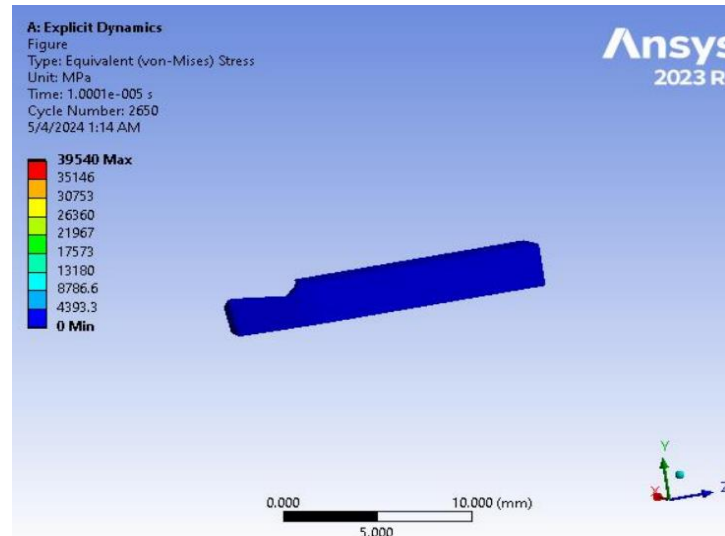 A: Explicit Dynamics
Figure
Type: Equivalent (von-Mises) Stress
Unit: MPa
Time: 1.0001e-005 s
Cycle Number: 2650
5/4/2024 1:14 AM
Ansys
2023 R
39540 Max
35146
30753
26360
21967
17573
13180
8786.6
4393.3
0 Min
0.000 10.000 (mm)
5.000
Y
X Z